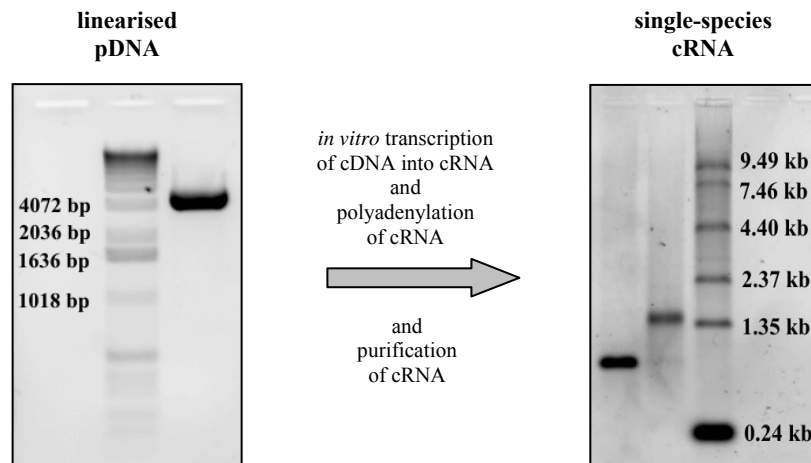 linearised
pDNA
4072 bp
2036 bp
1636 bp
1018 bp
in vitro transcription
of cDNA into cRNA
and
polyadenylation
of cRNA
and
purification
of cRNA
single-species
cRNA
9.49 kb
7.46 kb
4.40 kb
2.37 kb
1.35 kb
0.24 kb